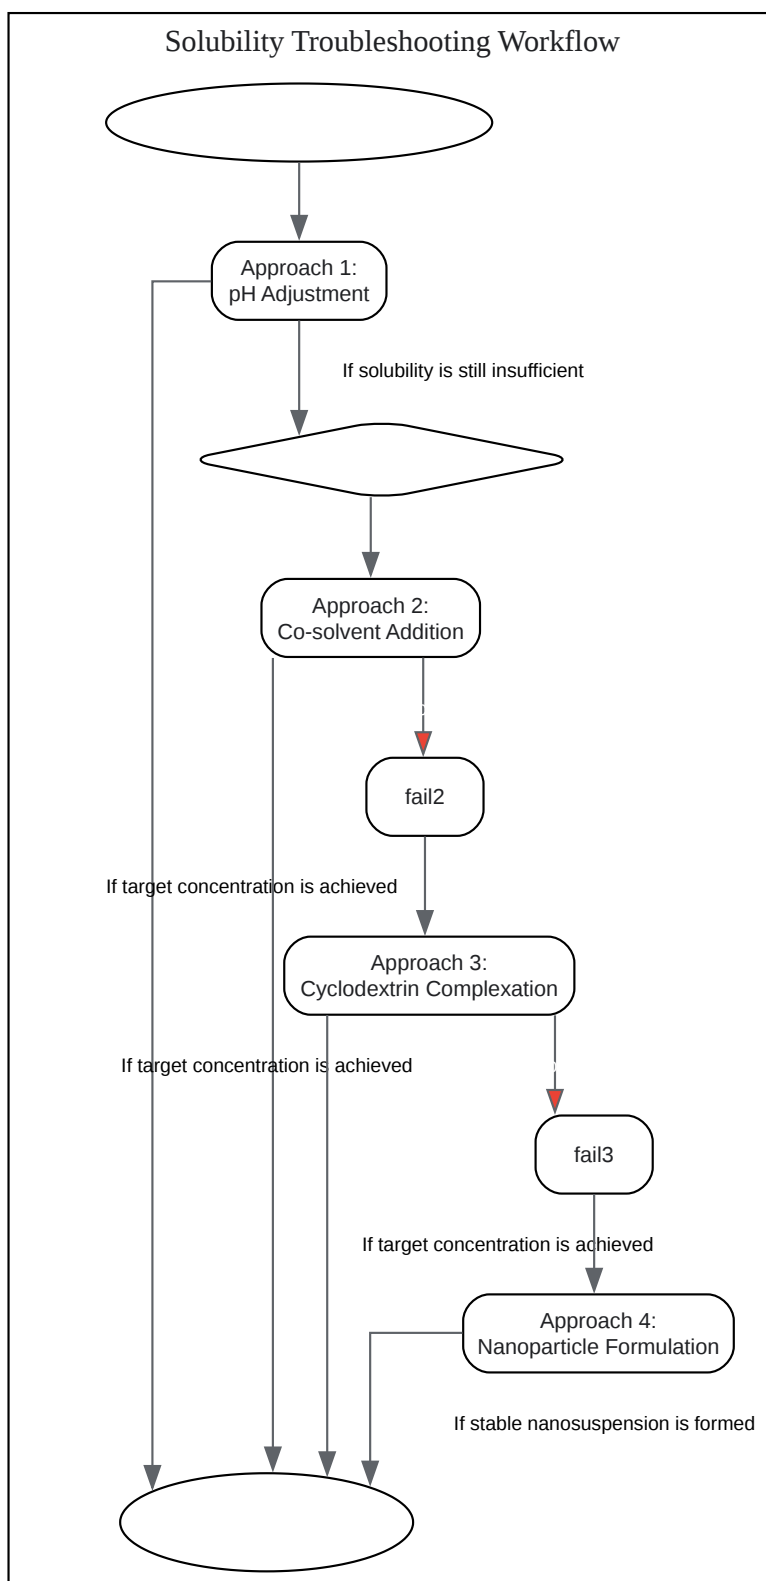 Solubility Troubleshooting Workflow
Approach 1:
pH Adjustment
If solubility is still insufficient
Approach 2:
Co-solvent Addition
fail2
If target concentration is achieved
Approach 3:
Cyclodextrin Complexation
If target concentration is achieved
fail3
If target concentration is achieved
Approach 4:
Nanoparticle Formulation
If stable nanosuspension is formed